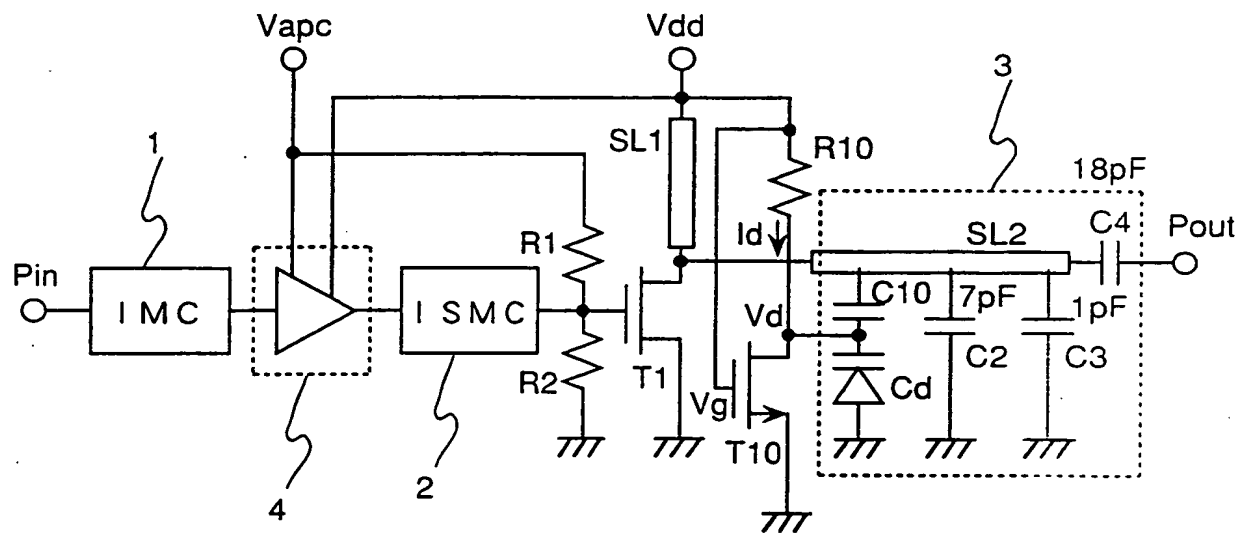 Vapc
Vdd
3
1
SL1
R10
18pF
C4
Pout
Id
SL2
R1
Pin
IMC
ISMC
C10
7pF
1pF
Vd
R2
T1
C2
C3
Cd
Vg
T10
4
2